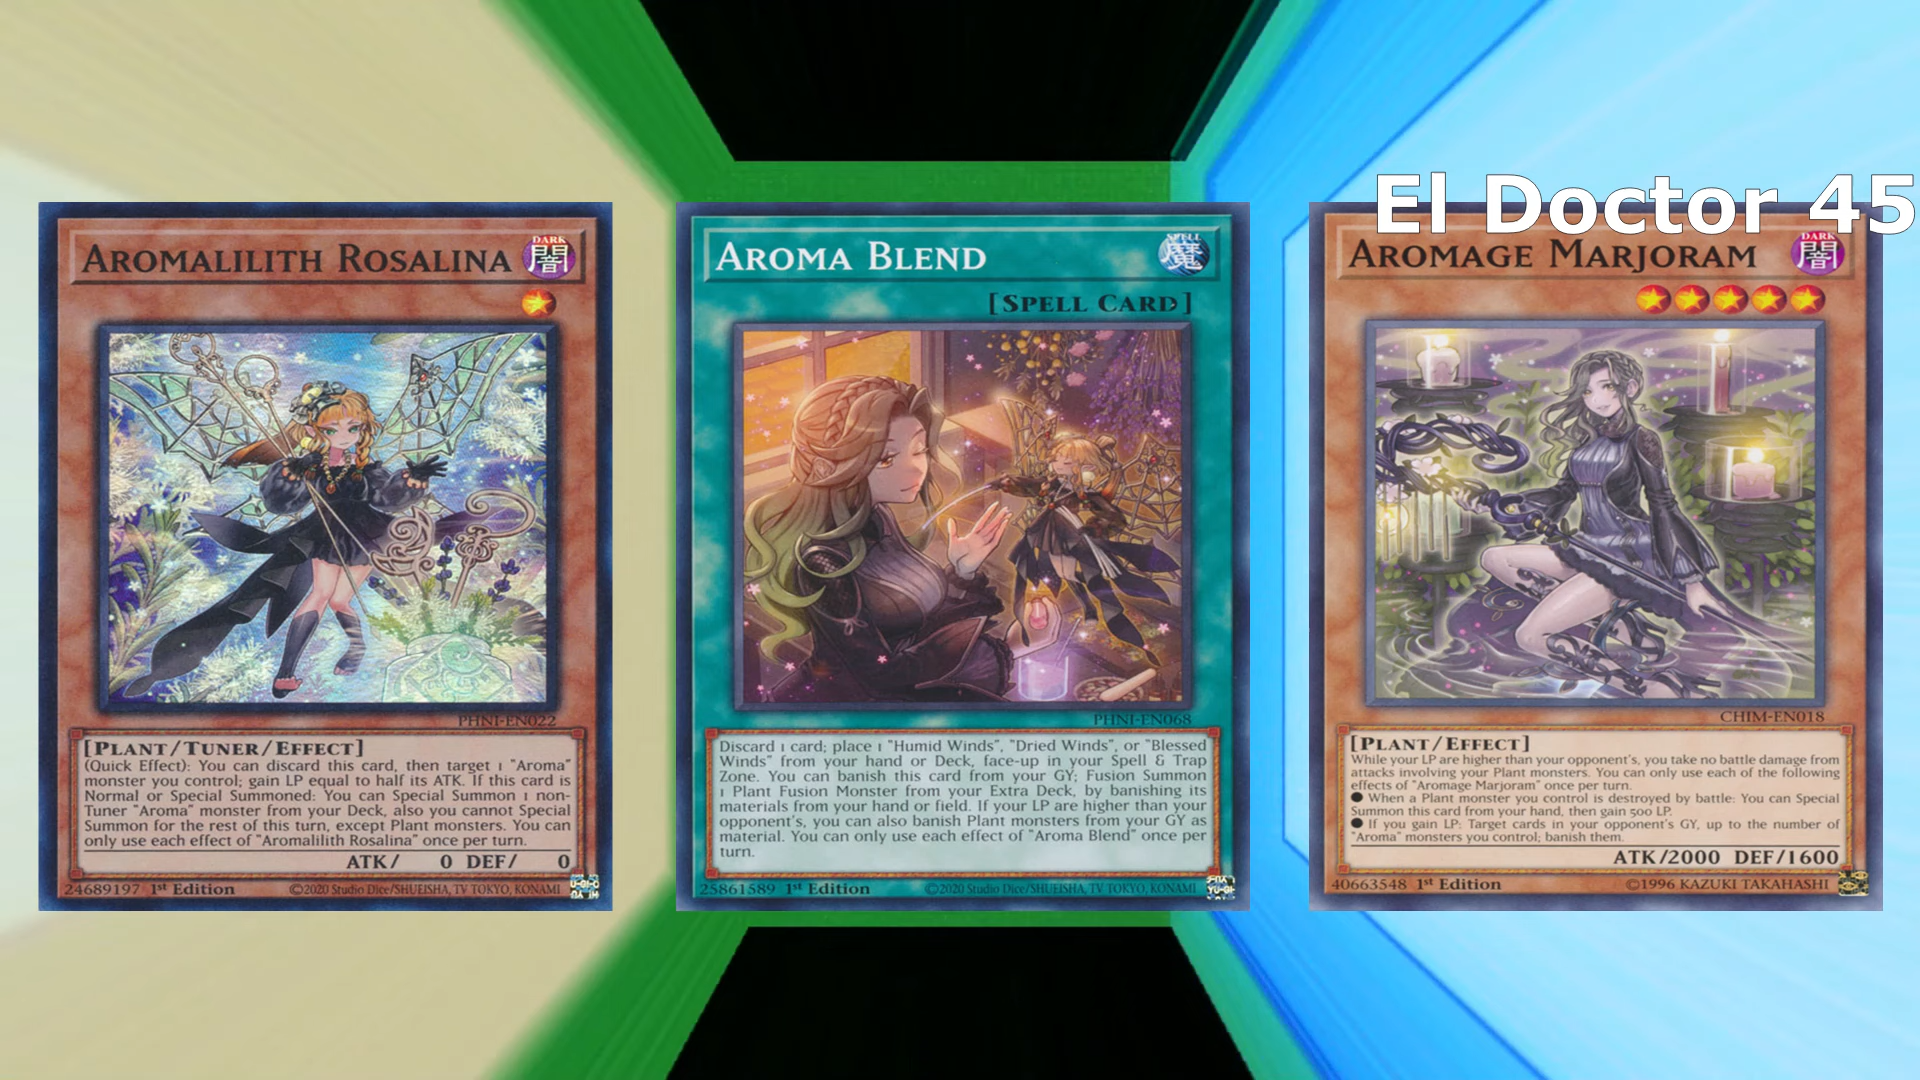 El Doctor 45
AROMALILITH ROSALINA
DARK
闇
PHNI-EN022
[PLANT/TUNER/EFFECT]
(Quick Effect): You can discard this card, then target 1 "Aroma"
monster you control; gain LP equal to half its ATK. If this card is
Normal or Special Summoned: You can Special Summon 1 non-
Tuner "Aroma" monster from your Deck, also you cannot Special
Summon for the rest of this turn, except Plant monsters. You can
only use each effect of "Aromalilith Rosalina" once per turn.
ATK/ 0 DEF/ 0
24689197 1st Edition ©2020 Studio Dice/SHUEISHA, TV TOKYO, KONAMI
AROMA BLEND
SPELL
魔
[SPELL CARD]
PHNI-EN068
Discard 1 card; place 1 "Humid Winds", "Dried Winds", or "Blessed
Winds" from your hand or Deck, face-up in your Spell & Trap
Zone. You can banish this card from your GY; Fusion Summon
1 Plant Fusion Monster from your Extra Deck, by banishing its
materials from your hand or field. If your LP are higher than your
opponent's, you can also banish Plant monsters from your GY as
material. You can only use each effect of "Aroma Blend" once per
turn.
25861589 1st Edition ©2020 Studio Dice/SHUEISHA, TV TOKYO, KONAMI
AROMAGE MARJORAM
DARK
闇
CHIM-EN018
[PLANT/EFFECT]
While your LP are higher than your opponent's, you take no battle damage from
attacks involving your Plant monsters. You can only use each of the following
effects of "Aromage Marjoram" once per turn.
● When a Plant monster you control is destroyed by battle: You can Special
Summon this card from your hand, then gain 500 LP.
● If you gain LP: Target cards in your opponent's GY, up to the number of
"Aroma" monsters you control; banish them.
ATK/2000 DEF/1600
40663548 1st Edition ©1996 KAZUKI TAKAHASHI